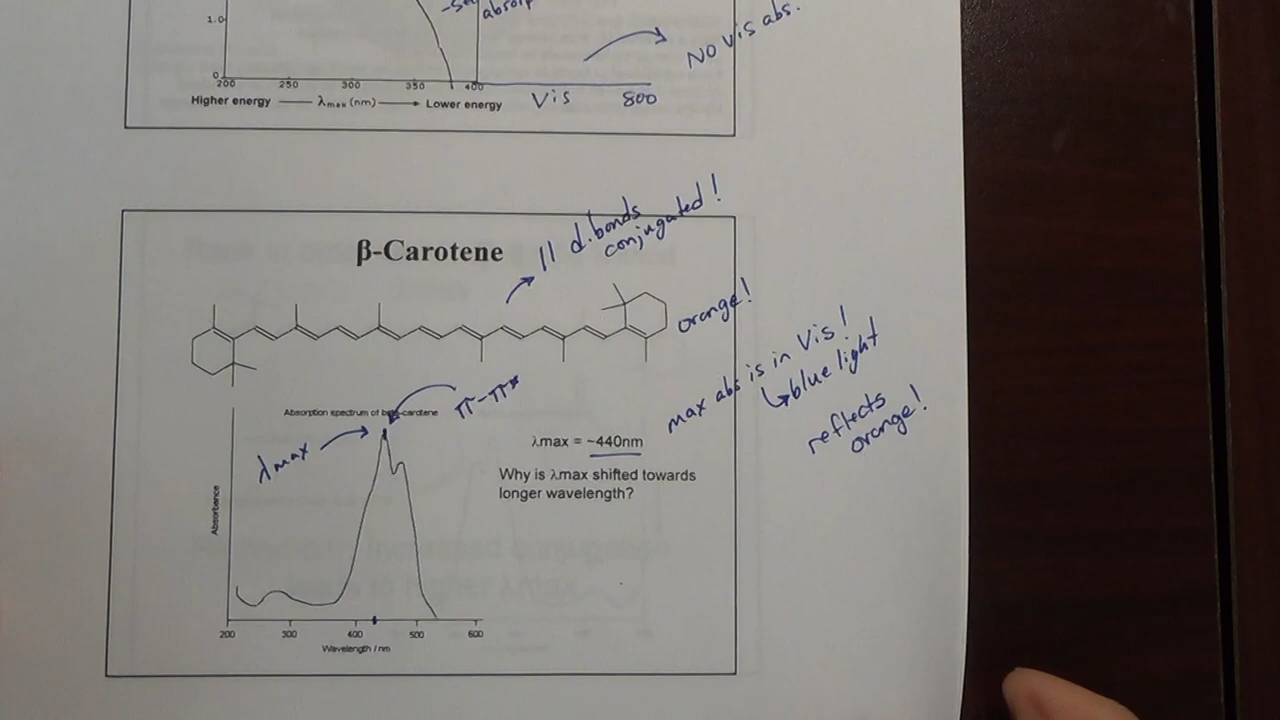 1.0
absorp
NO Vis abs.
0
200 250 300 350 400
Higher energy λmax (nm) Lower energy
Vis 800
11 d. bonds
conjugated!
β-Carotene
orange!
max abs is in Vis!
↳ blue light
reflects
orange!
π-π*
Absorption spectrum of beta-carotene
λmax
λmax = ~440nm
Why is λmax shifted towards
longer wavelength?
Absorbance
200 300 400 500 600
Wavelength / nm